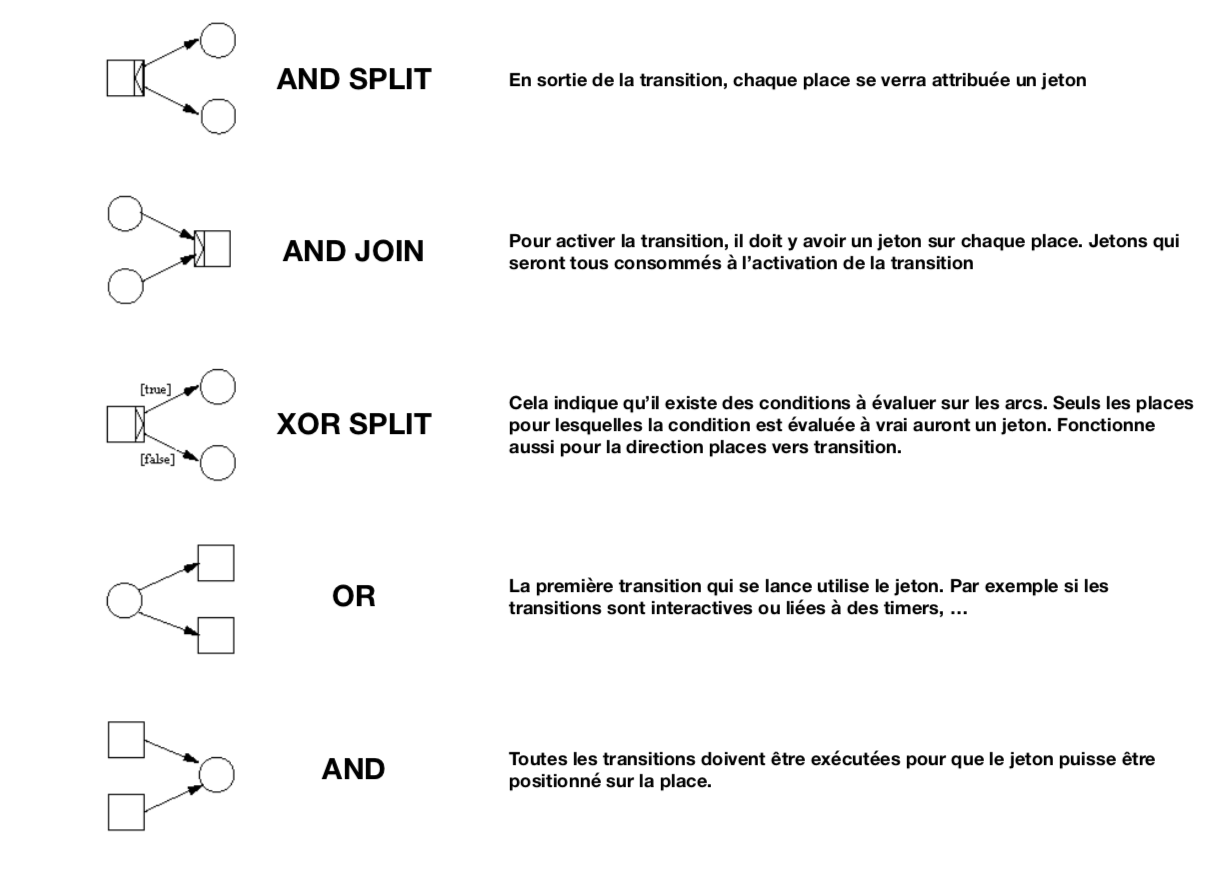 AND SPLIT
En sortie de la transition, chaque place se verra attribuée un jeton
AND JOIN
Pour activer la transition, il doit y avoir un jeton sur chaque place. Jetons qui
seront tous consommés à l'activation de la transition
[true]
[false]
XOR SPLIT
Cela indique qu'il existe des conditions à évaluer sur les arcs. Seuls les places
pour lesquelles la condition est évaluée à vrai auront un jeton. Fonctionne
aussi pour la direction places vers transition.
OR
La première transition qui se lance utilise le jeton. Par exemple si les
transitions sont interactives ou liées à des timers, …
AND
Toutes les transitions doivent être exécutées pour que le jeton puisse être
positionné sur la place.